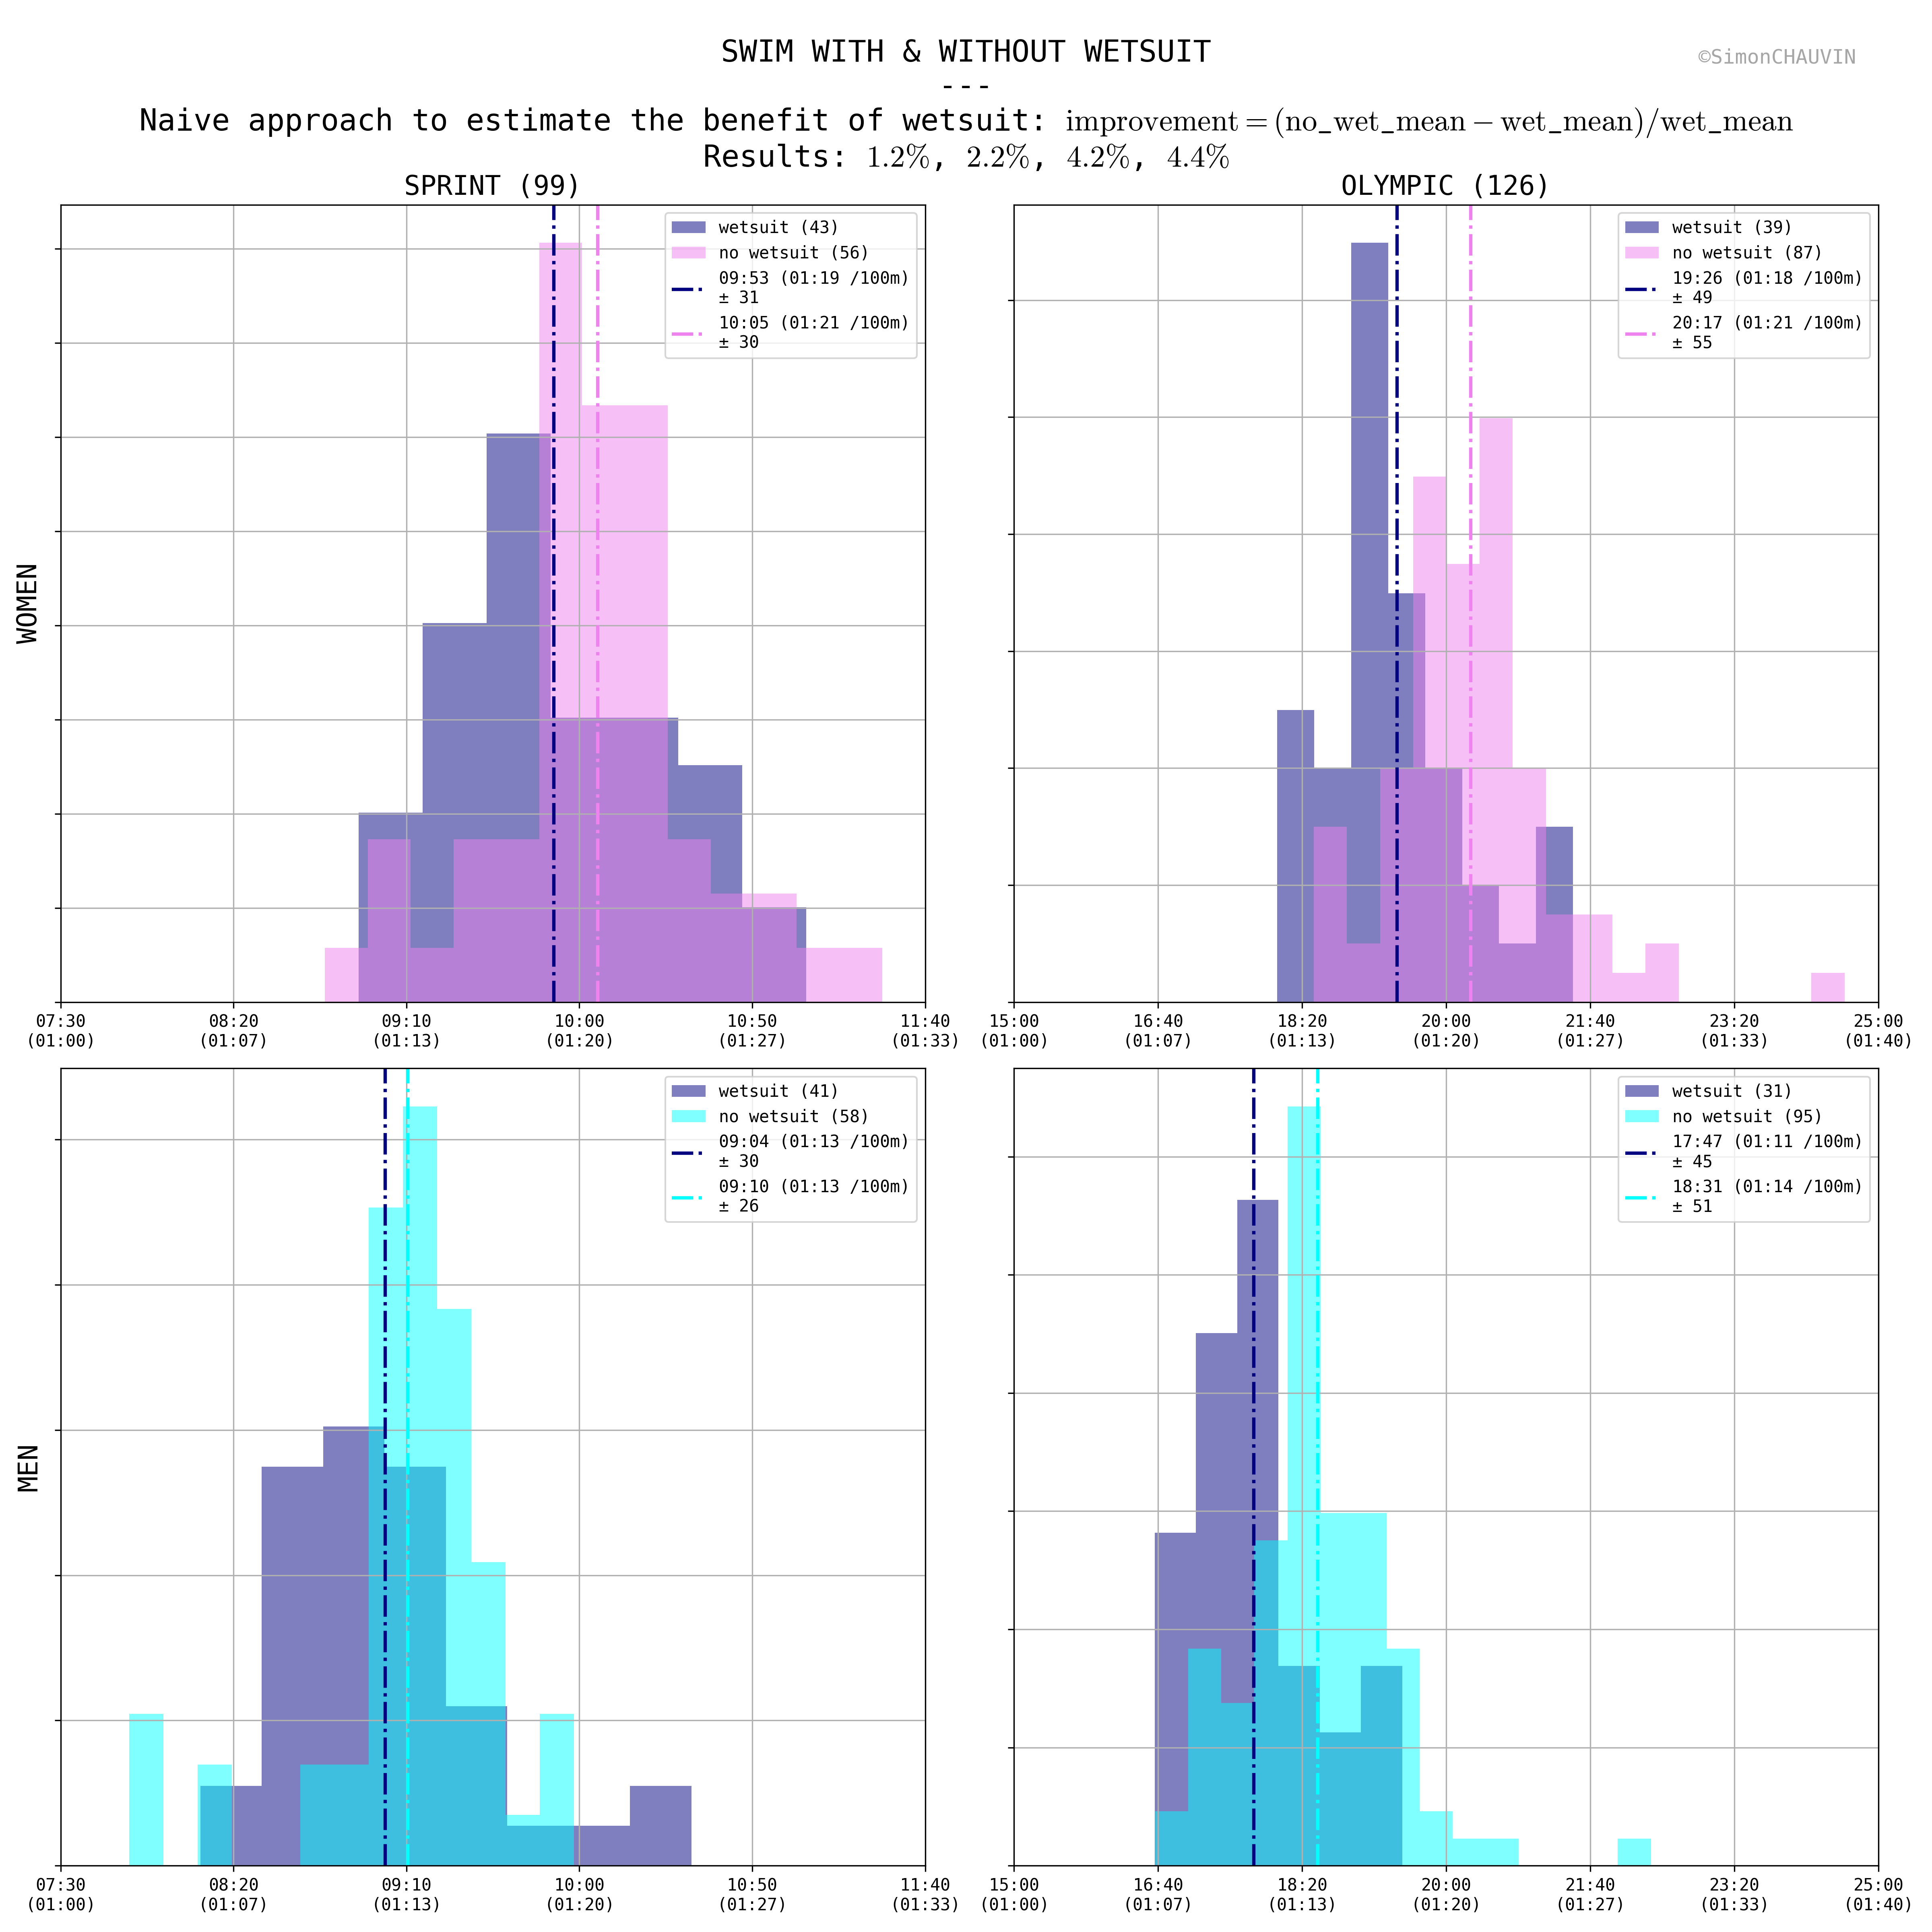 SWIM WITH & WITHOUT WETSUIT
©SimonCHAUVIN
---
Naive approach to estimate the benefit of wetsuit: improvement = (no_wet_mean − wet_mean)/wet_mean
Results: 1.2%, 2.2%, 4.2%, 4.4%
SPRINT (99)
wetsuit (43)
no wetsuit (56)
09:53 (01:19 /100m)
± 31
10:05 (01:21 /100m)
± 30
WOMEN
07:30 08:20 09:10 10:00 10:50 11:40
(01:00) (01:07) (01:13) (01:20) (01:27) (01:33)
OLYMPIC (126)
wetsuit (39)
no wetsuit (87)
19:26 (01:18 /100m)
± 49
20:17 (01:21 /100m)
± 55
15:00 16:40 18:20 20:00 21:40 23:20 25:00
(01:00) (01:07) (01:13) (01:20) (01:27) (01:33) (01:40)
wetsuit (41)
no wetsuit (58)
09:04 (01:13 /100m)
± 30
09:10 (01:13 /100m)
± 26
MEN
07:30 08:20 09:10 10:00 10:50 11:40
(01:00) (01:07) (01:13) (01:20) (01:27) (01:33)
wetsuit (31)
no wetsuit (95)
17:47 (01:11 /100m)
± 45
18:31 (01:14 /100m)
± 51
15:00 16:40 18:20 20:00 21:40 23:20 25:00
(01:00) (01:07) (01:13) (01:20) (01:27) (01:33) (01:40)